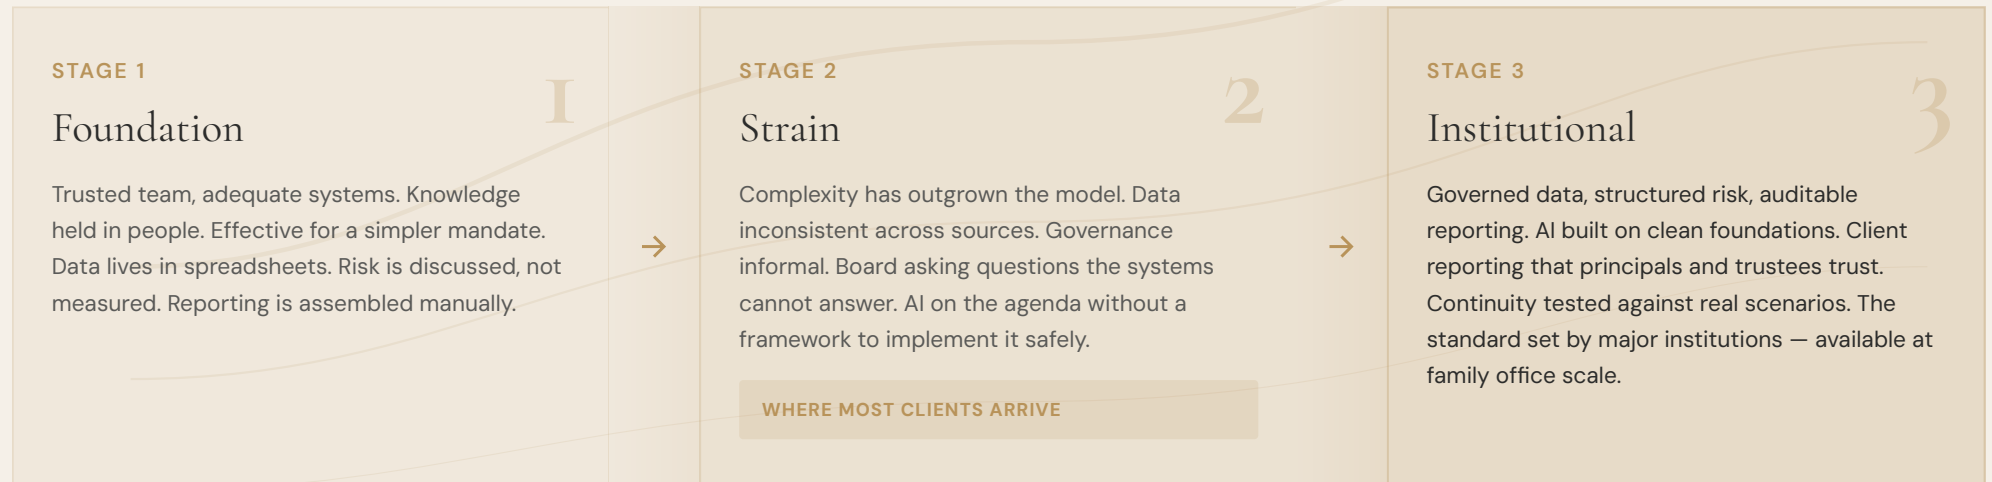 STAGE 1
1
Foundation
Trusted team, adequate systems. Knowledge
held in people. Effective for a simpler mandate.
Data lives in spreadsheets. Risk is discussed, not
measured. Reporting is assembled manually.
→
STAGE 2
2
Strain
Complexity has outgrown the model. Data
inconsistent across sources. Governance
informal. Board asking questions the systems
cannot answer. AI on the agenda without a
framework to implement it safely.
WHERE MOST CLIENTS ARRIVE
→
STAGE 3
3
Institutional
Governed data, structured risk, auditable
reporting. AI built on clean foundations. Client
reporting that principals and trustees trust.
Continuity tested against real scenarios. The
standard set by major institutions — available at
family office scale.